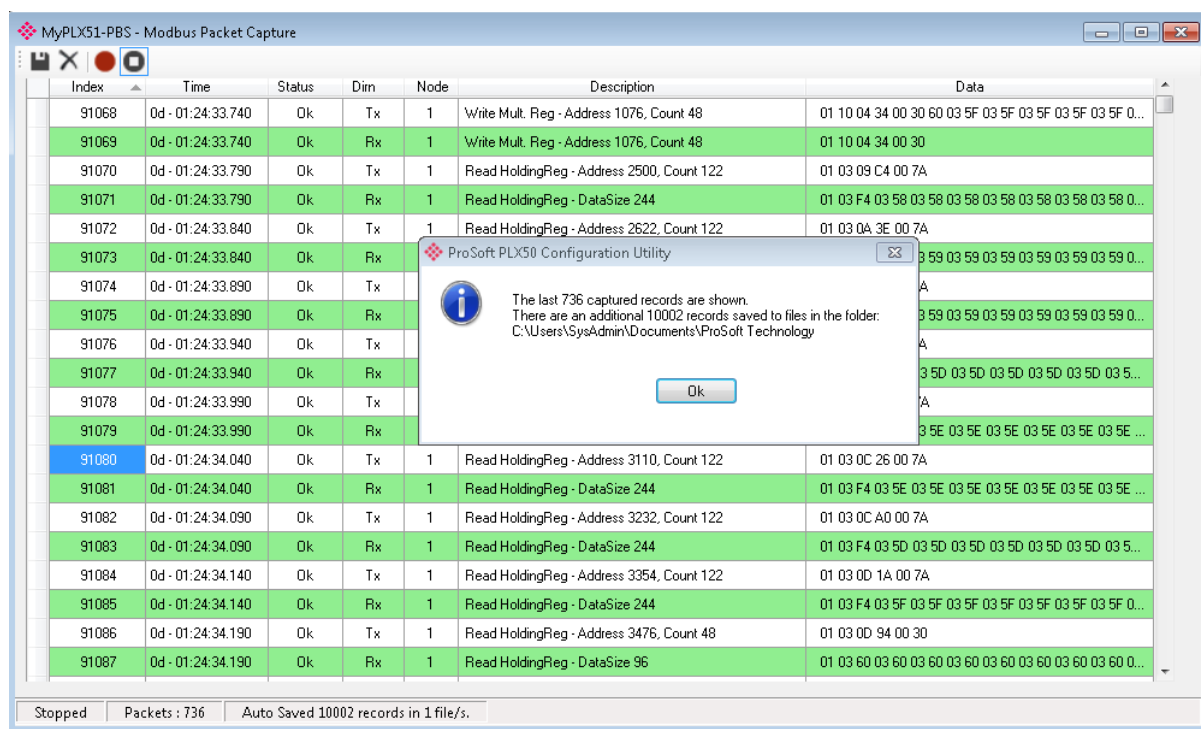 MyPLX51-PBS - Modbus Packet Capture
Index Time Status Dirn Node Description Data
91068 0d - 01:24:33.740 Ok Tx 1 Write Mult. Reg - Address 1076, Count 48 01 10 04 34 00 30 60 03 5F 03 5F 03 5F 03 5F 03 5F 0...
91069 0d - 01:24:33.740 Ok Rx 1 Write Mult. Reg - Address 1076, Count 48 01 10 04 34 00 30
91070 0d - 01:24:33.790 Ok Tx 1 Read HoldingReg - Address 2500, Count 122 01 03 09 C4 00 7A
91071 0d - 01:24:33.790 Ok Rx 1 Read HoldingReg - DataSize 244 01 03 F4 03 58 03 58 03 58 03 58 03 58 03 58 03 58 0...
91072 0d - 01:24:33.840 Ok Tx 1 Read HoldingReg - Address 2622, Count 122 01 03 0A 3E 00 7A
91073 0d - 01:24:33.840 Ok Rx 3 59 03 59 03 59 03 59 03 59 03 59 0...
91074 0d - 01:24:33.890 Ok Tx A
91075 0d - 01:24:33.890 Ok Rx 3 59 03 59 03 59 03 59 03 59 03 59 0...
91076 0d - 01:24:33.940 Ok Tx A
91077 0d - 01:24:33.940 Ok Rx 3 5D 03 5D 03 5D 03 5D 03 5D 03 5...
91078 0d - 01:24:33.990 Ok Tx 7A
91079 0d - 01:24:33.990 Ok Rx 3 5E 03 5E 03 5E 03 5E 03 5E 03 5E ...
ProSoft PLX50 Configuration Utility
The last 736 captured records are shown.
There are an additional 10002 records saved to files in the folder:
C:\Users\SysAdmin\Documents\ProSoft Technology
Ok
91080 0d - 01:24:34.040 Ok Tx 1 Read HoldingReg - Address 3110, Count 122 01 03 0C 26 00 7A
91081 0d - 01:24:34.040 Ok Rx 1 Read HoldingReg - DataSize 244 01 03 F4 03 5E 03 5E 03 5E 03 5E 03 5E 03 5E 03 5E ...
91082 0d - 01:24:34.090 Ok Tx 1 Read HoldingReg - Address 3232, Count 122 01 03 0C A0 00 7A
91083 0d - 01:24:34.090 Ok Rx 1 Read HoldingReg - DataSize 244 01 03 F4 03 5D 03 5D 03 5D 03 5D 03 5D 03 5D 03 5...
91084 0d - 01:24:34.140 Ok Tx 1 Read HoldingReg - Address 3354, Count 122 01 03 0D 1A 00 7A
91085 0d - 01:24:34.140 Ok Rx 1 Read HoldingReg - DataSize 244 01 03 F4 03 5F 03 5F 03 5F 03 5F 03 5F 03 5F 03 5F 0...
91086 0d - 01:24:34.190 Ok Tx 1 Read HoldingReg - Address 3476, Count 48 01 03 0D 94 00 30
91087 0d - 01:24:34.190 Ok Rx 1 Read HoldingReg - DataSize 96 01 03 60 03 60 03 60 03 60 03 60 03 60 03 60 03 60 0...
Stopped Packets : 736 Auto Saved 10002 records in 1 file/s.